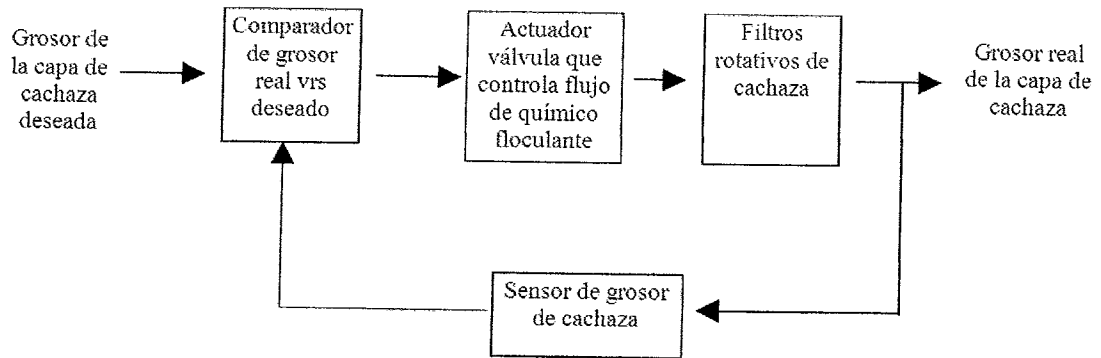 Grosor de
la capa de
cachaza
deseada
Comparador
de grosor
real vrs
deseado
Actuador
válvula que
controla flujo
de químico
floculante
Filtros
rotativos de
cachaza
Grosor real
de la capa de
cachaza
Sensor de grosor
de cachaza